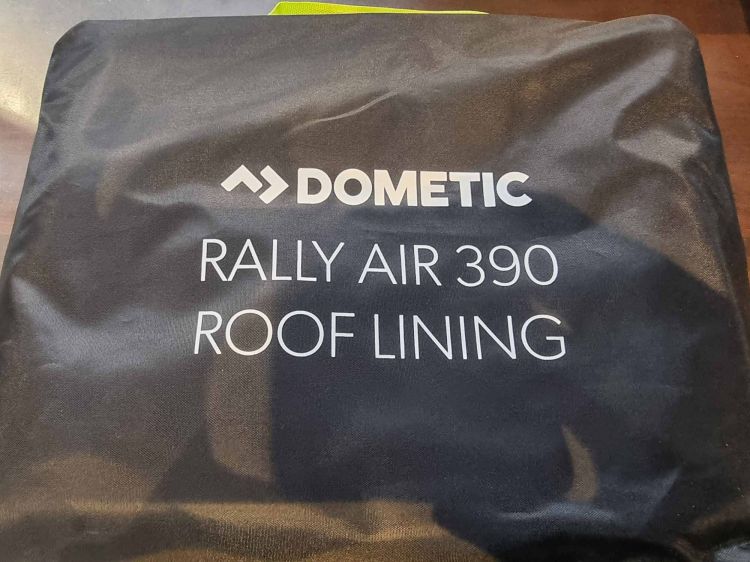 DOMETIC
RALLY AIR 390
ROOF LINING